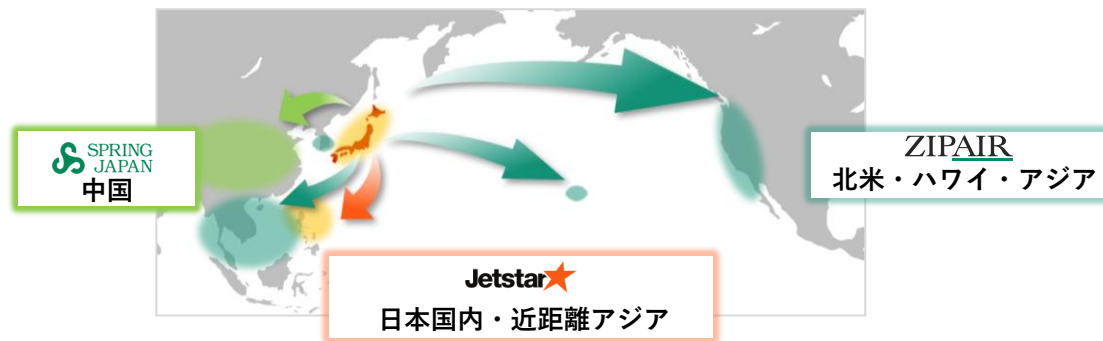 SPRING
JAPAN
中国
ZIPAIR
北米・ハワイ・アジア
Jetstar
日本国内・近距離アジア